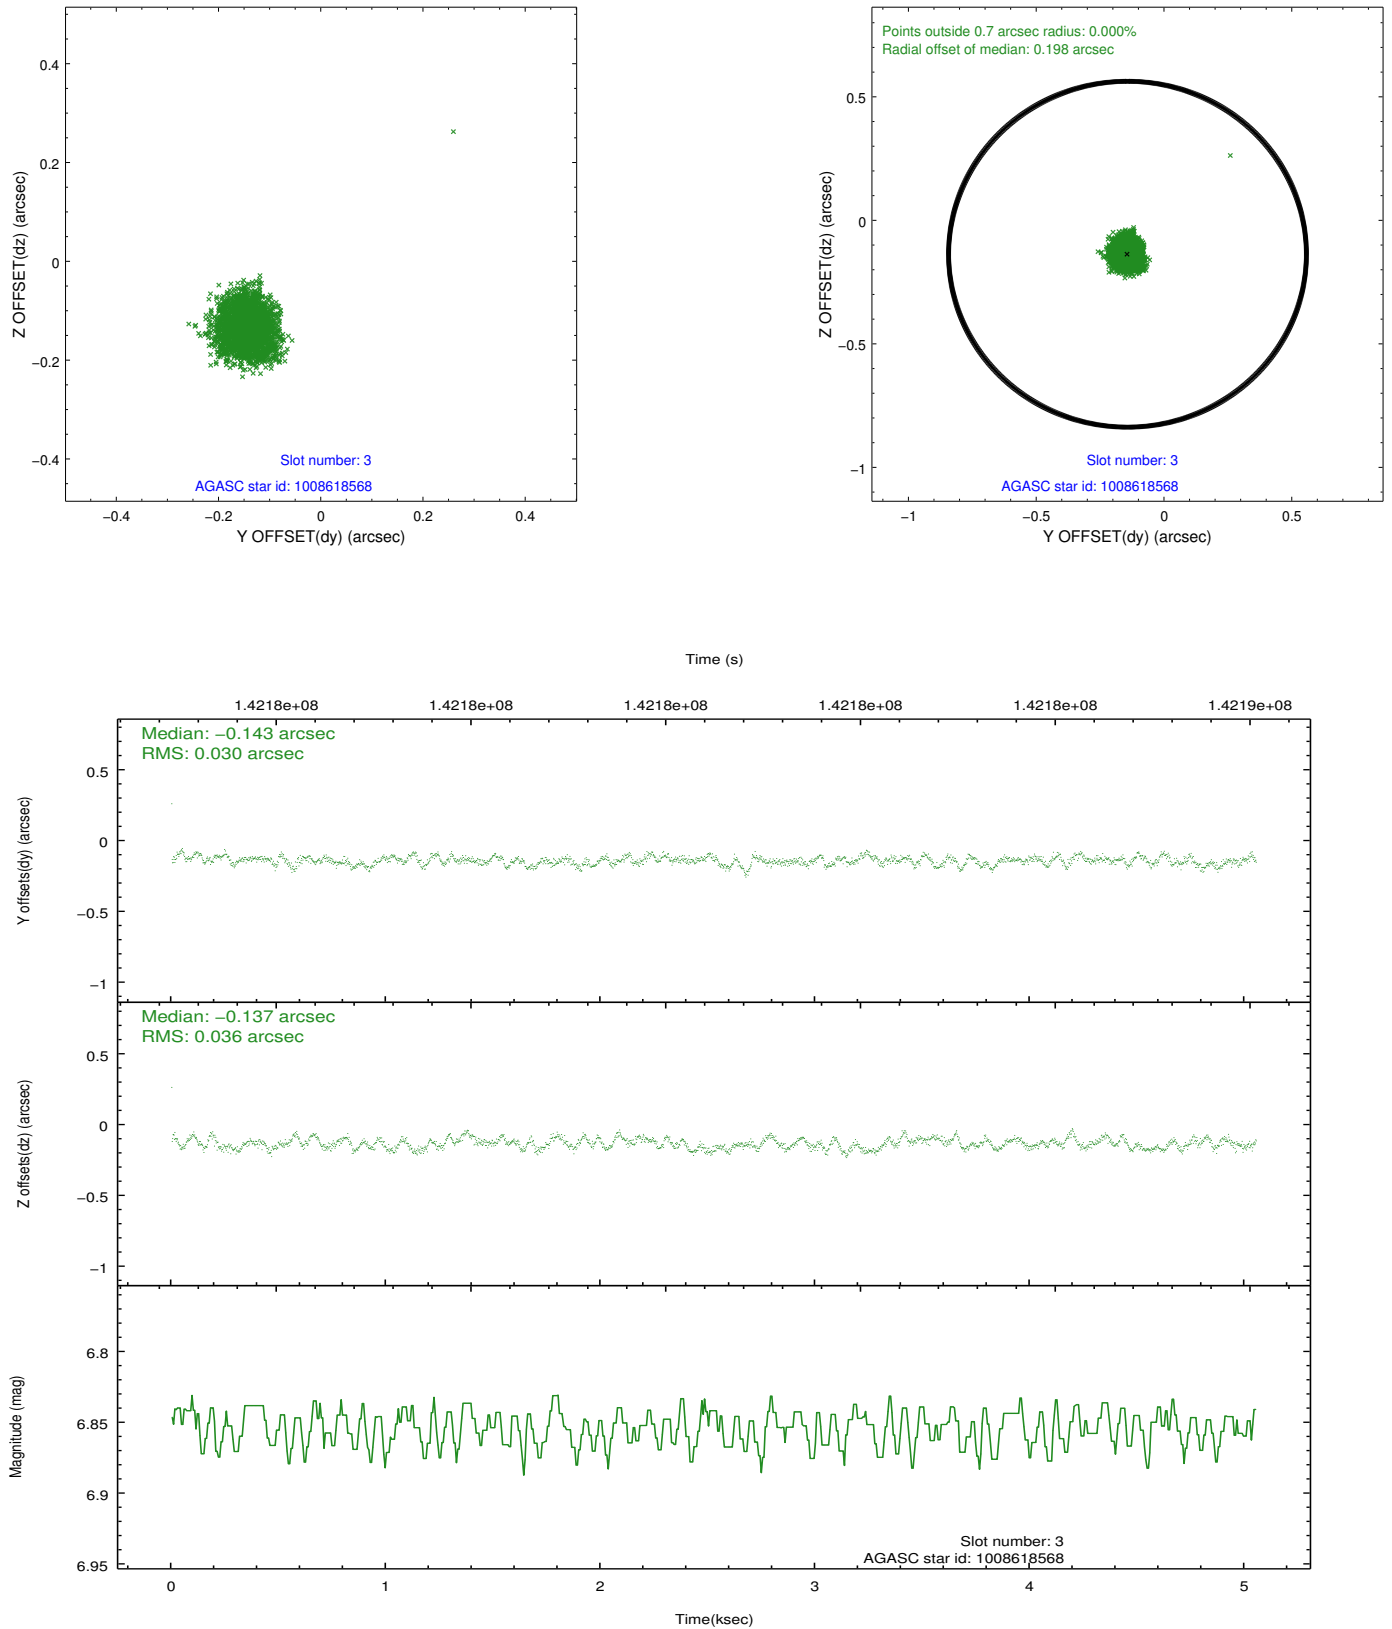 0.4
0.2
0
−0.2
−0.4
Z OFFSET(dz) (arcsec)
Slot number: 3
AGASC star id: 1008618568
−0.4 −0.2 0 0.2 0.4
Y OFFSET(dy) (arcsec)
Points outside 0.7 arcsec radius: 0.000%
Radial offset of median: 0.198 arcsec
0.5
0
−0.5
−1
Z OFFSET(dz) (arcsec)
Slot number: 3
AGASC star id: 1008618568
−1 −0.5 0 0.5
Y OFFSET(dy) (arcsec)
Time (s)
1.4218e+08 1.4218e+08 1.4218e+08 1.4218e+08 1.4218e+08 1.4219e+08
Median: −0.143 arcsec
RMS: 0.030 arcsec
0.5
0
−0.5
−1
Y offsets(dy) (arcsec)
Median: −0.137 arcsec
RMS: 0.036 arcsec
0.5
0
−0.5
−1
Z offsets(dz) (arcsec)
6.8
6.85
6.9
6.95
Magnitude (mag)
Slot number: 3
AGASC star id: 1008618568
0 1 2 3 4 5
Time(ksec)